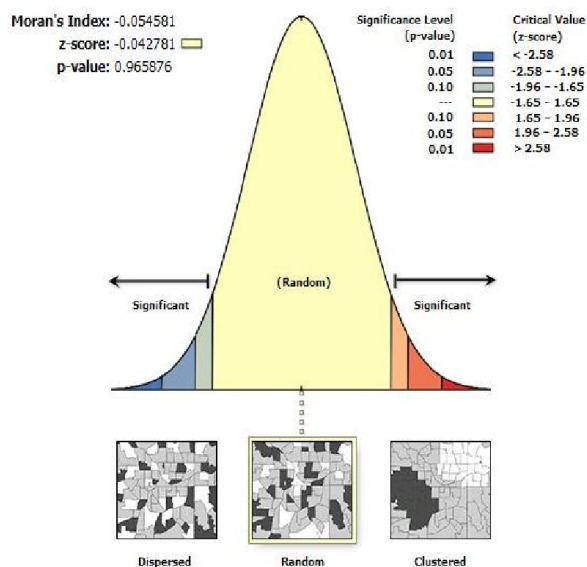 Moran's Index: -0.054581
z-score: -0.042781
p-value: 0.965876
Significance Level
(p-value)
Critical Value
(z-score)
0.01 < -2.58
0.05 -2.58 – -1.96
0.10 -1.96 – -1.65
--- -1.65 – 1.65
0.10 1.65 – 1.96
0.05 1.96 – 2.58
0.01 > 2.58
Significant
(Random)
Significant
Dispersed
Random
Clustered